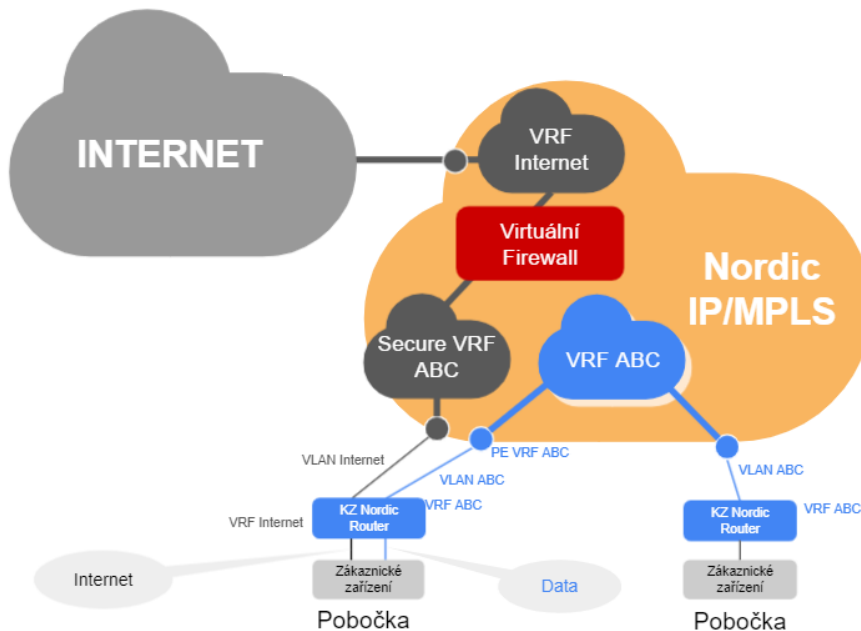 INTERNET
VRF
Internet
Virtuální
Firewall
Nordic
IP/MPLS
Secure VRF
ABC
VRF ABC
VLAN Internet
PE VRF ABC
VLAN ABC
VLAN ABC
VRF Internet
KZ Nordic
Router
VRF ABC
KZ Nordic
Router
VRF ABC
Internet
Zákaznické
zařízení
Data
Zákaznické
zařízení
Pobočka
Pobočka